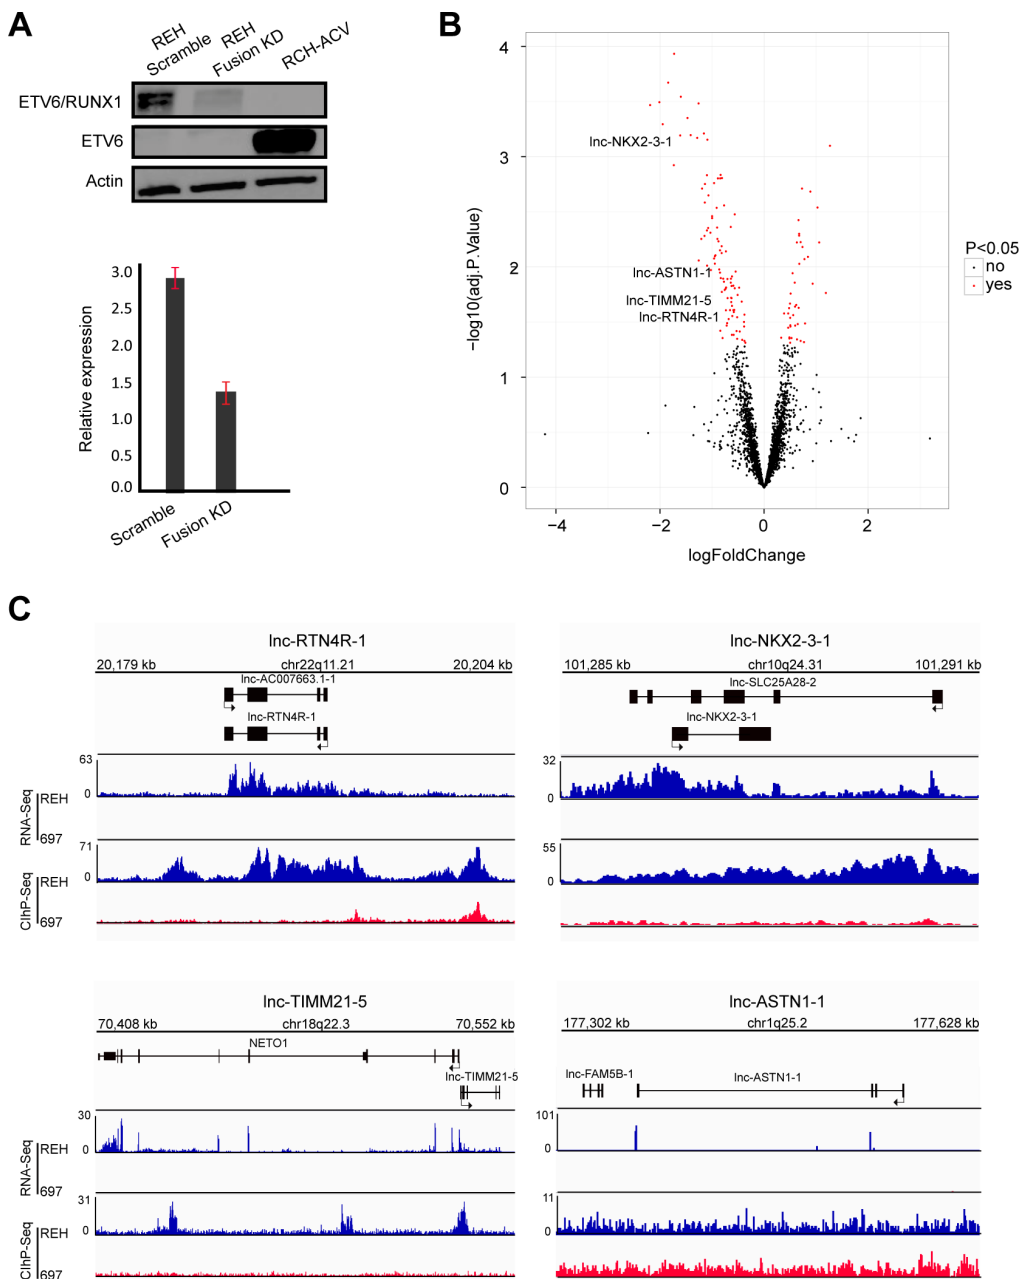 A
REH
Scramble
REH
Fusion KD
RCH-ACV
ETV6/RUNX1
ETV6
Actin
Relative expression
3.0
2.5
2.0
1.5
1.0
0.5
0.0
Scramble
Fusion KD
B
−log10(adj.P.Value)
4
3
2
1
0
lnc-NKX2-3-1
lnc-ASTN1-1
lnc-TIMM21-5
lnc-RTN4R-1
−4
−2
0
2
logFoldChange
P<0.05
no
yes
C
lnc-RTN4R-1
20,179 kb chr22q11.21 20,204 kb
lnc-AC007663.1-1
lnc-RTN4R-1
63
0
71
0
RNA-Seq
REH
697
CIhP-Seq
REH
697
lnc-NKX2-3-1
101,285 kb chr10q24.31 101,291 kb
lnc-SLC25A28-2
lnc-NKX2-3-1
32
0
55
0
lnc-TIMM21-5
70,408 kb chr18q22.3 70,552 kb
NETO1
lnc-TIMM21-5
30
0
31
0
RNA-Seq
REH
697
CIhP-Seq
REH
697
lnc-ASTN1-1
177,302 kb chr1q25.2 177,628 kb
lnc-FAM5B-1
lnc-ASTN1-1
101
0
11
0